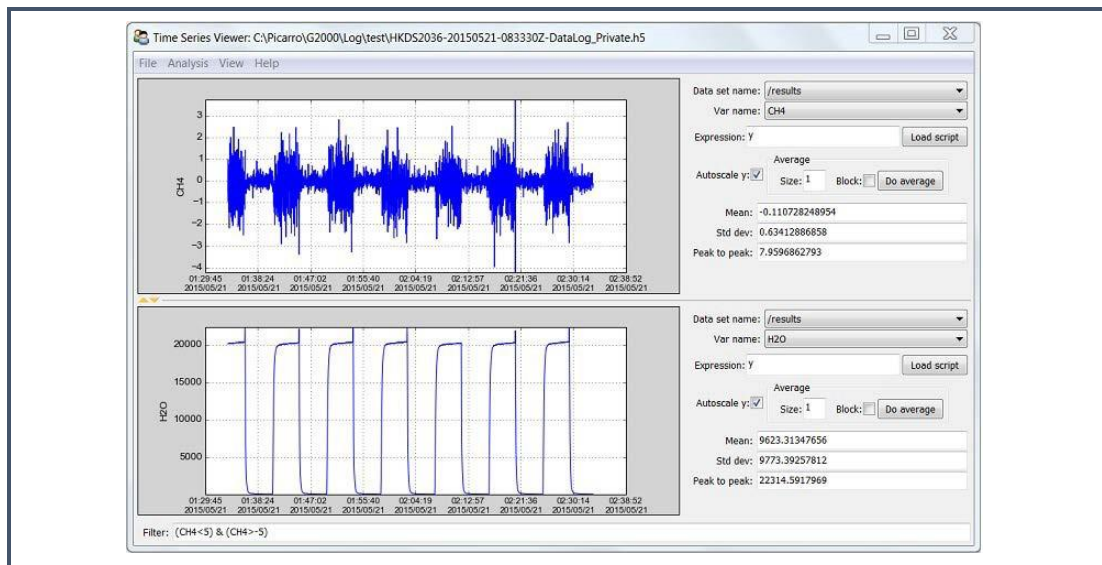 Time Series Viewer: C:\Picarro\G2000\Log\test\HKDS2036-20150521-083330Z-DataLog_Private.h5
File Analysis View Help
3
2
1
0
−1
−2
−3
−4
CH4
01:29:45 01:38:24 01:47:02 01:55:40 02:04:19 02:12:57 02:21:36 02:30:14 02:38:52
2015/05/21 2015/05/21 2015/05/21 2015/05/21 2015/05/21 2015/05/21 2015/05/21 2015/05/21 2015/05/21
Data set name: /results
Var name: CH4
Expression: y Load script
Average
Autoscale y: Size: 1 Block: Do average
Mean: -0.110728248954
Std dev: 0.63412886858
Peak to peak: 7.9596862793
20000
15000
10000
5000
H2O
01:29:45 01:38:24 01:47:02 01:55:40 02:04:19 02:12:57 02:21:36 02:30:14 02:38:52
2015/05/21 2015/05/21 2015/05/21 2015/05/21 2015/05/21 2015/05/21 2015/05/21 2015/05/21 2015/05/21
Data set name: /results
Var name: H2O
Expression: y Load script
Average
Autoscale y: Size: 1 Block: Do average
Mean: 9623.31347656
Std dev: 9773.39257812
Peak to peak: 22314.5917969
Filter: (CH4<5) & (CH4>-5)